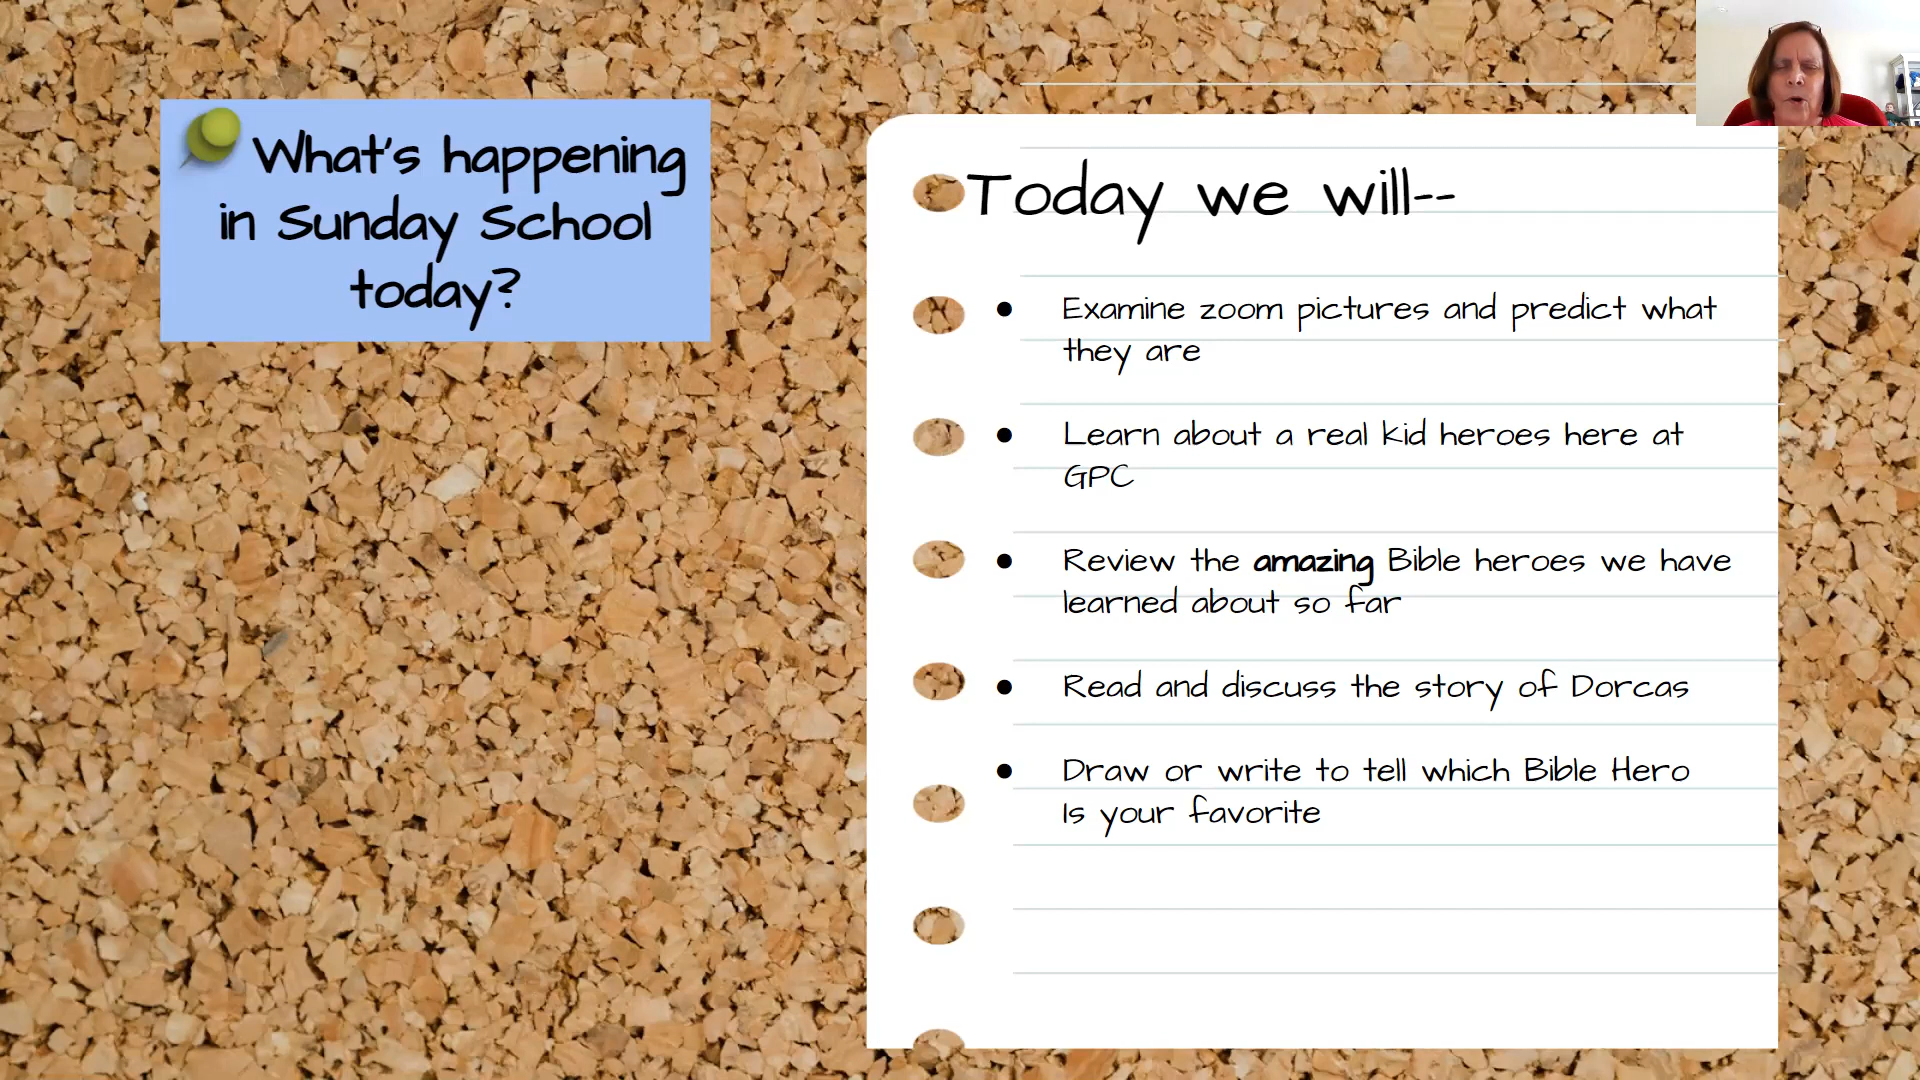 What's happening
in Sunday School
today?
Today we will--
● Examine zoom pictures and predict what
they are
● Learn about a real kid heroes here at
GPC
● Review the amazing Bible heroes we have
learned about so far
● Read and discuss the story of Dorcas
● Draw or write to tell which Bible Hero
Is your favorite